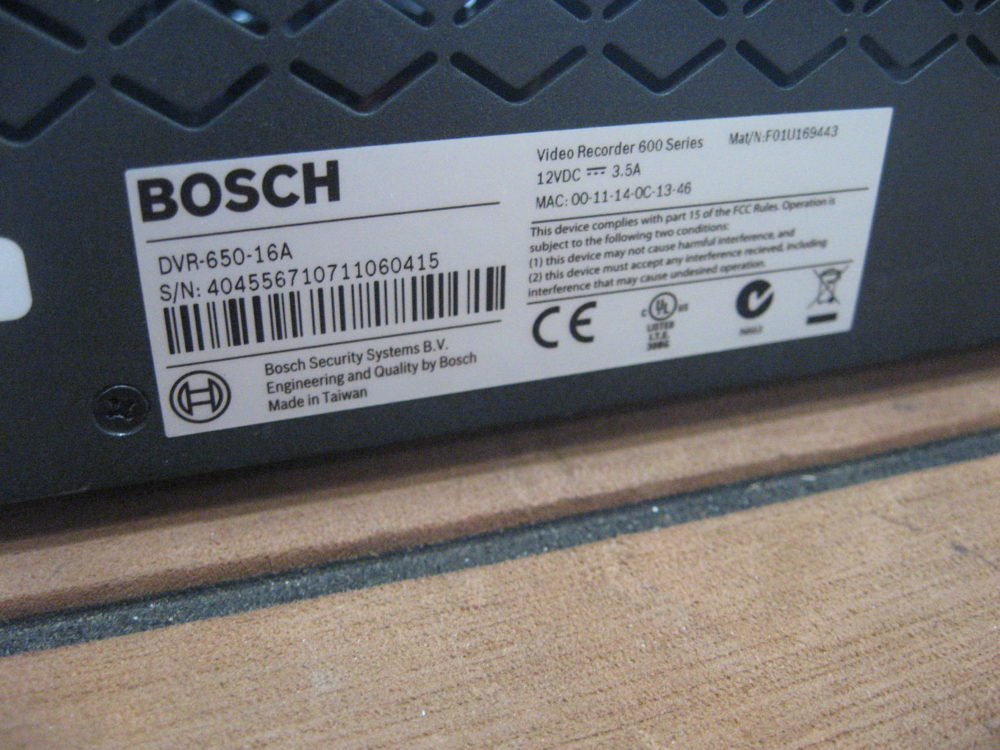 BOSCH
DVR-650-16A
S/N: 404556710711060415
Bosch Security Systems B.V.
Engineering and Quality by Bosch
Made in Taiwan
Video Recorder 600 Series Mat/N:F01U169443
12VDC 3.5A
MAC: 00-11-14-0C-13-46
This device complies with part 15 of the FCC Rules. Operation is
subject to the following two conditions:
(1) this device may not cause harmful interference, and
(2) this device must accept any interference recieved, including
interference that may cause undesired operation.
CE
C UL US
LISTED
I.T.E.